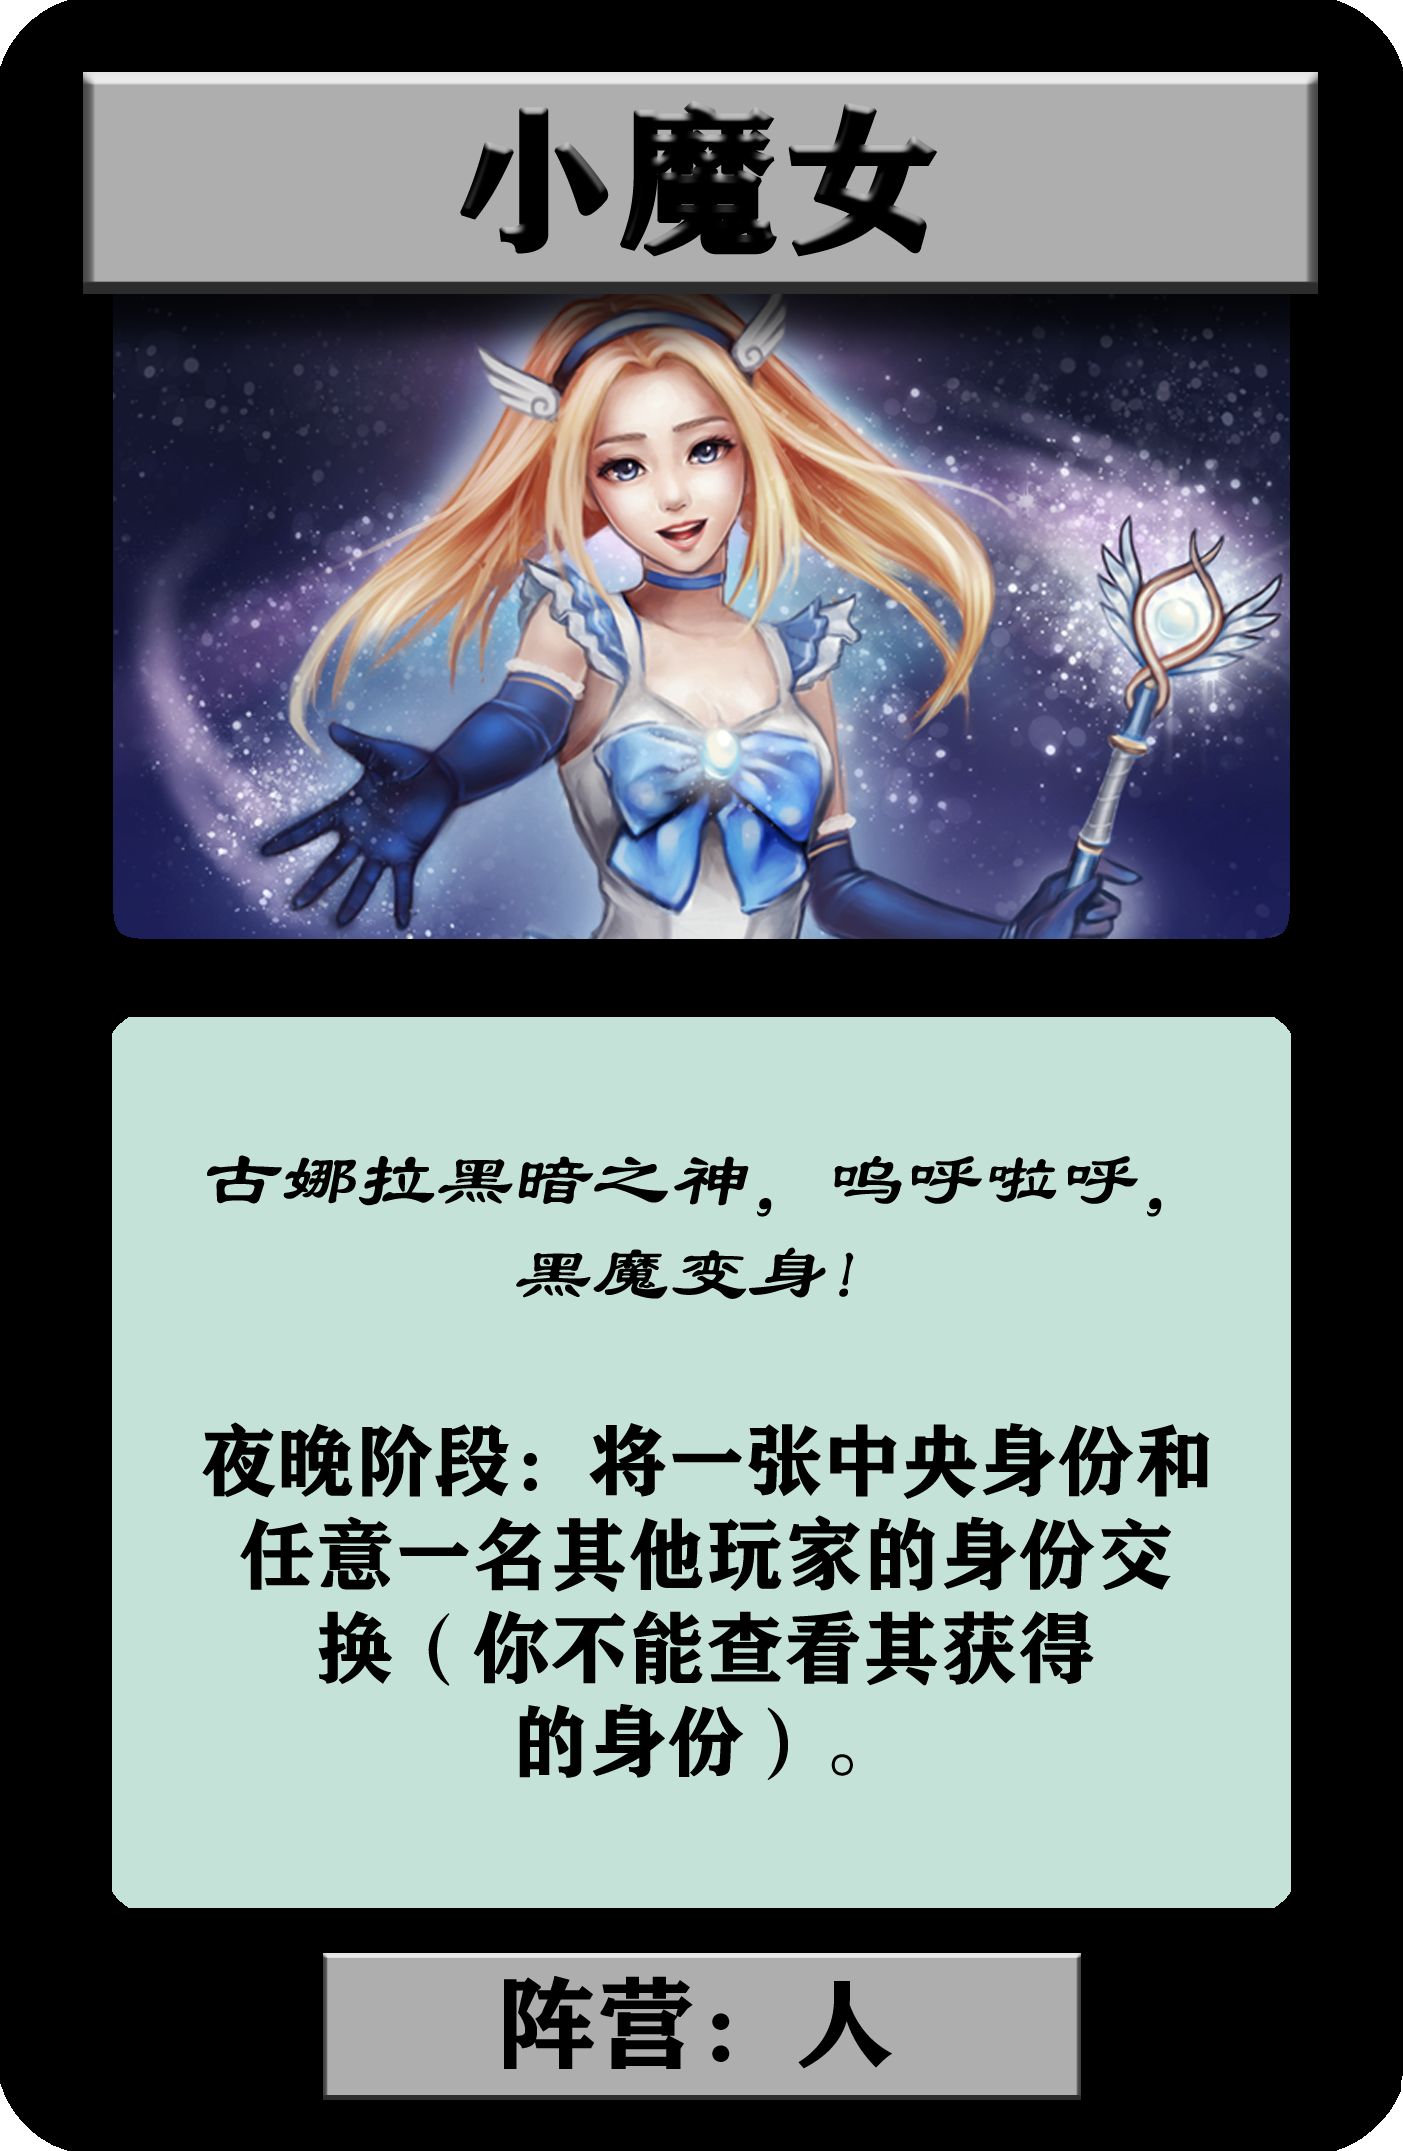 小魔女
古娜拉黑暗之神，呜呼啦呼，
黑魔变身！
夜晚阶段：将一张中央身份和
任意一名其他玩家的身份交
换（你不能查看其获得
的身份）。
阵营：人